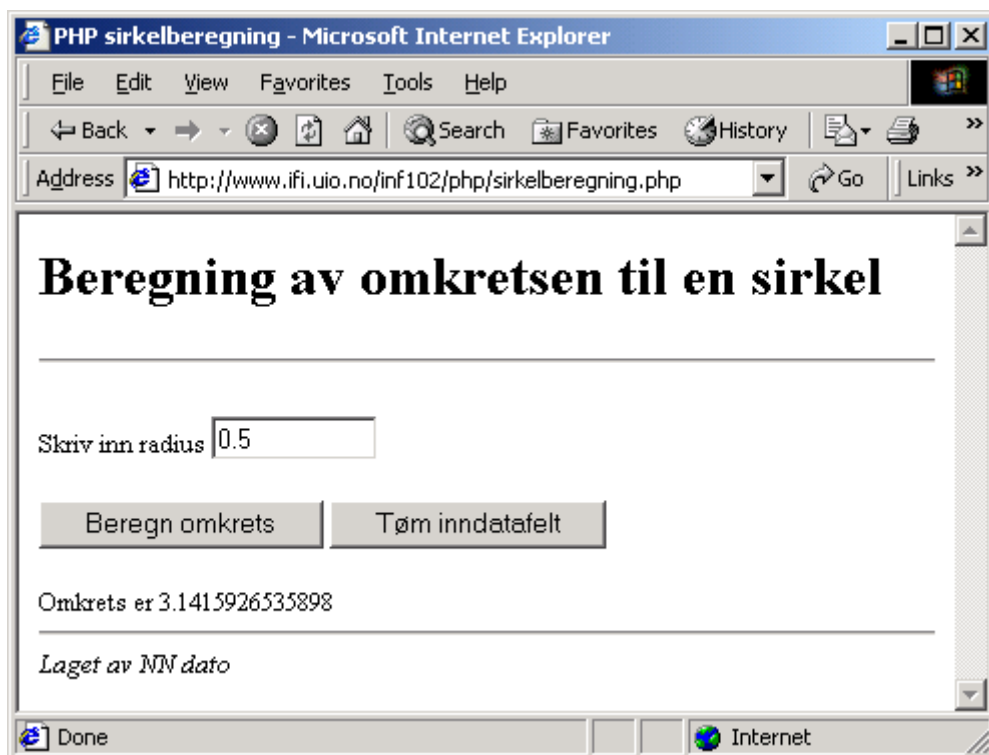 PHP sirkelberegning - Microsoft Internet Explorer
File Edit View Favorites Tools Help
Back Search Favorites History »
Address http://www.ifi.uio.no/inf102/php/sirkelberegning.php Go Links »
Beregning av omkretsen til en sirkel
Skriv inn radius 0.5
Beregn omkrets Tøm inndatafelt
Omkrets er 3.1415926535898
Laget av NN dato
Done Internet